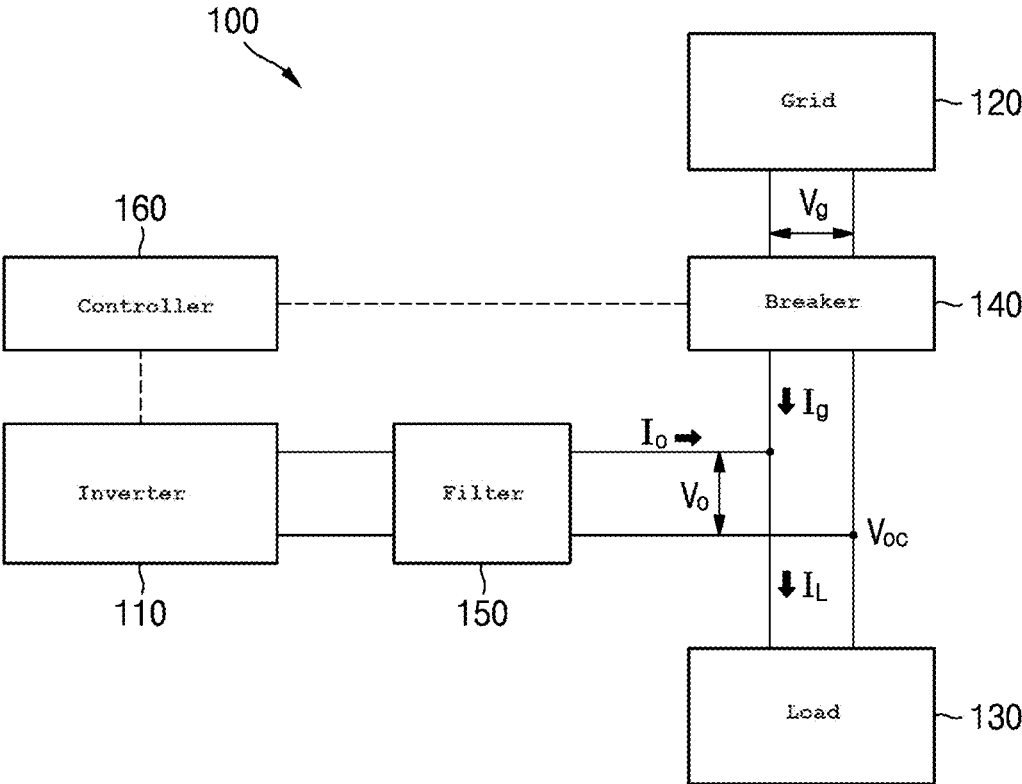 100
Grid
120
Vg
160
Controller
Breaker
140
Ig
Io
Inverter
Filter
Vo
Voc
110
150
IL
Load
130